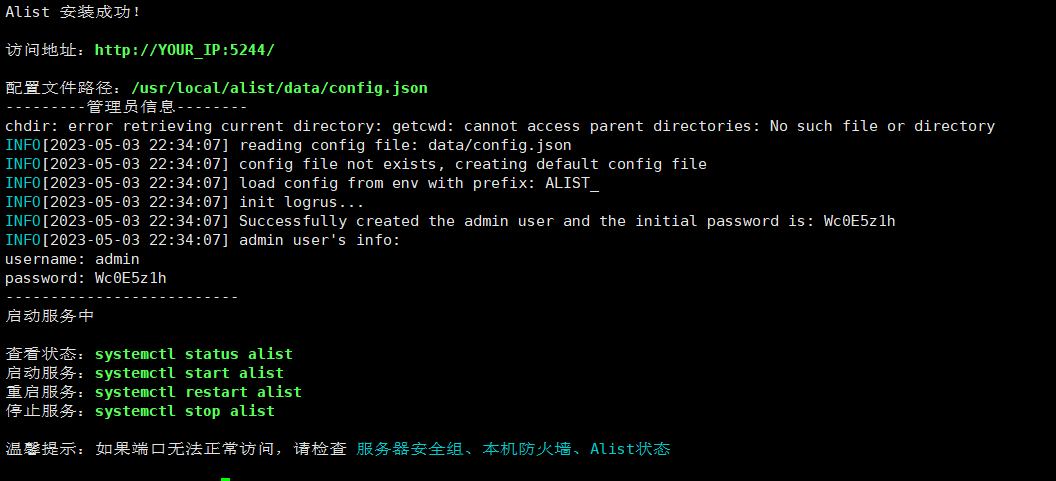 Alist 安装成功！
访问地址：http://YOUR_IP:5244/
配置文件路径：/usr/local/alist/data/config.json
---------管理员信息--------
chdir: error retrieving current directory: getcwd: cannot access parent directories: No such file or directory
INFO[2023-05-03 22:34:07] reading config file: data/config.json
INFO[2023-05-03 22:34:07] config file not exists, creating default config file
INFO[2023-05-03 22:34:07] load config from env with prefix: ALIST_
INFO[2023-05-03 22:34:07] init logrus...
INFO[2023-05-03 22:34:07] Successfully created the admin user and the initial password is: Wc0E5z1h
INFO[2023-05-03 22:34:07] admin user's info:
username: admin
password: Wc0E5z1h
--------------------------
启动服务中
查看状态：systemctl status alist
启动服务：systemctl start alist
重启服务：systemctl restart alist
停止服务：systemctl stop alist
温馨提示：如果端口无法正常访问，请检查 服务器安全组、本机防火墙、Alist状态